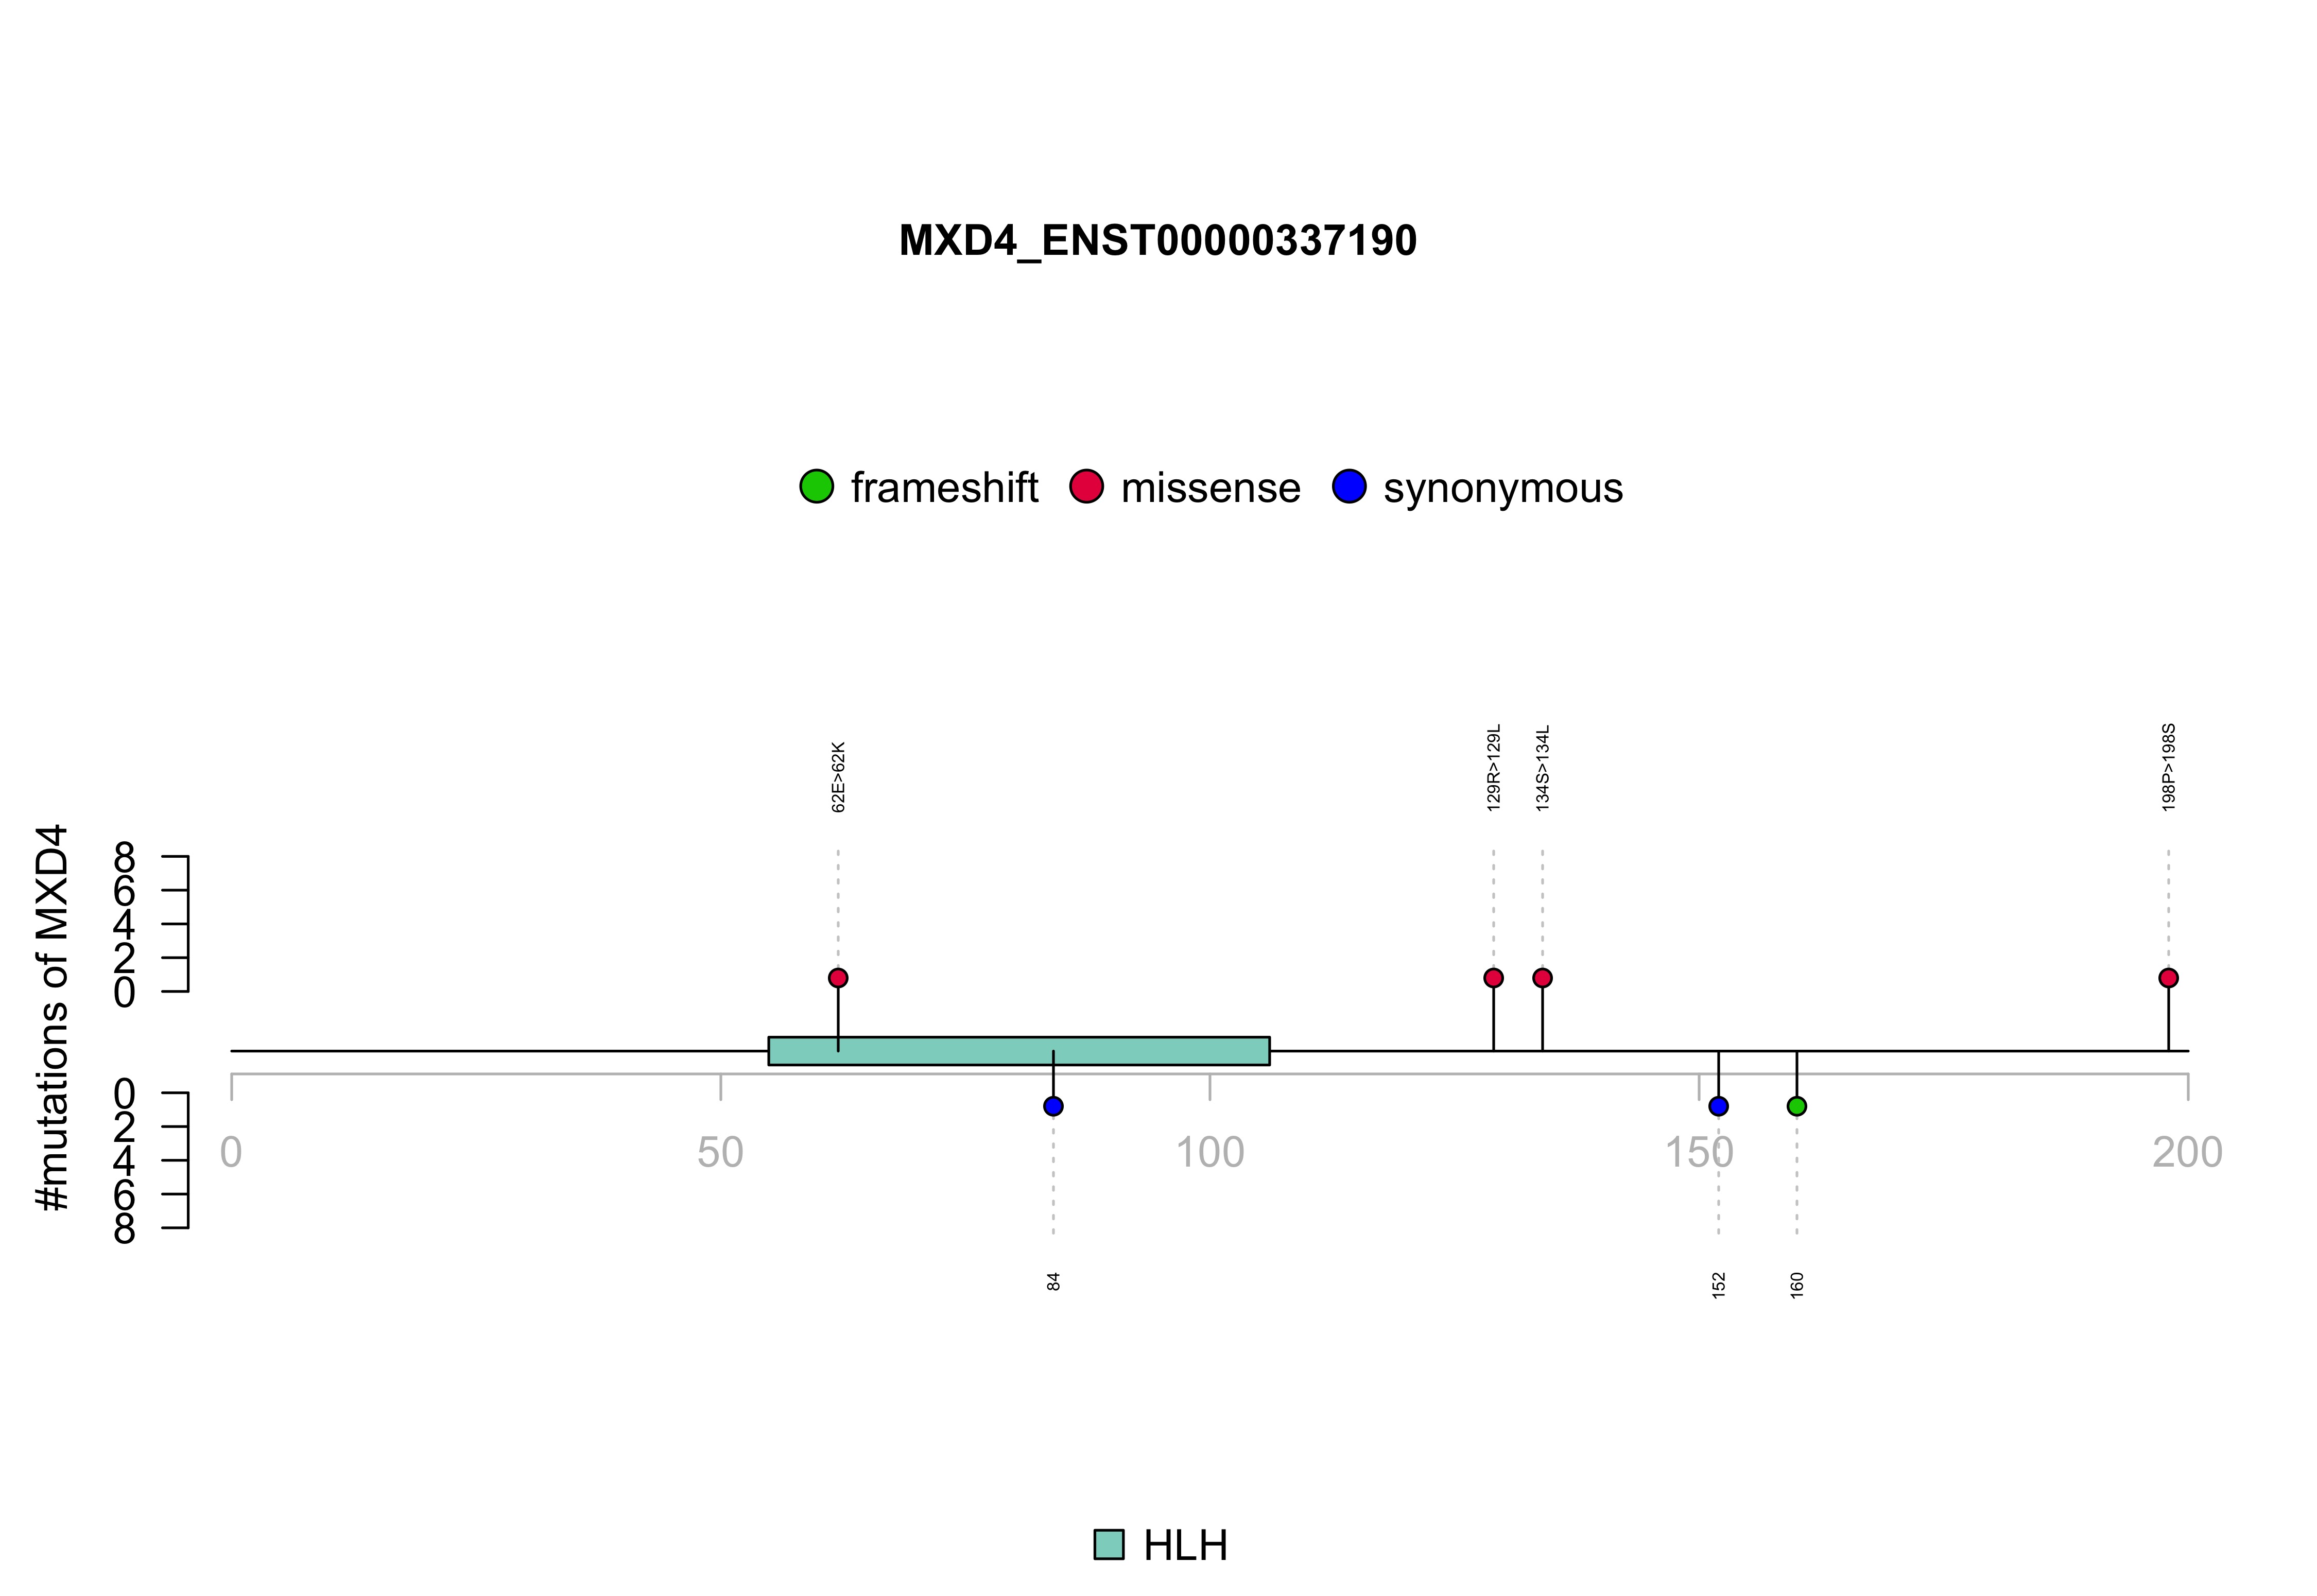 MXD4_ENST00000337190
frameshift missense synonymous
62E>62K
129R>129L
134S>134L
198P>198S
#mutations of MXD4
8
6
4
2
0
0
2
4
6
8
0 50 100 150 200
84
152
160
HLH